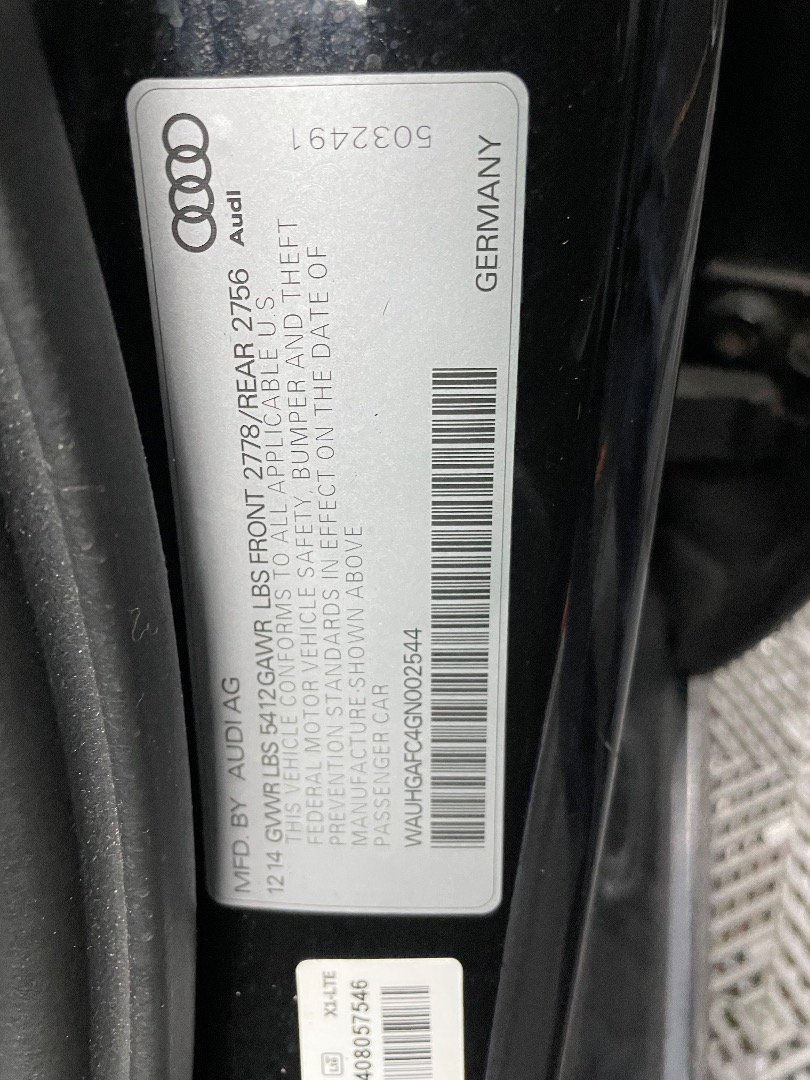 Audi
MFD. BY AUDI AG
12 14 GVWR LBS 5412 GAWR LBS FRONT 2778/REAR 2756
THIS VEHICLE CONFORMS TO ALL APPLICABLE U.S.
FEDERAL MOTOR VEHICLE SAFETY, BUMPER AND THEFT
PREVENTION STANDARDS IN EFFECT ON THE DATE OF
MANUFACTURE SHOWN ABOVE
PASSENGER CAR
WAUHGAFC4GN002544
GERMANY
5032491
X1-LTE
408057546